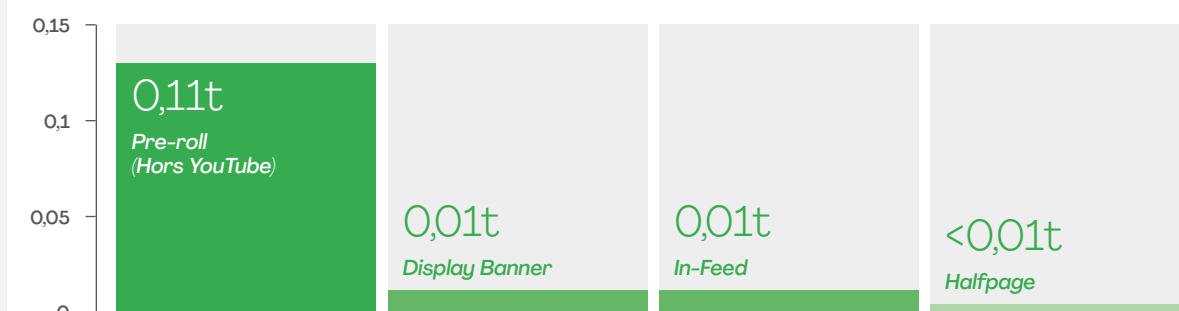 0,15
0,1
0,05
0
0,11t
Pre-roll
(Hors YouTube)
0,01t
Display Banner
0,01t
In-Feed
<0,01t
Halfpage